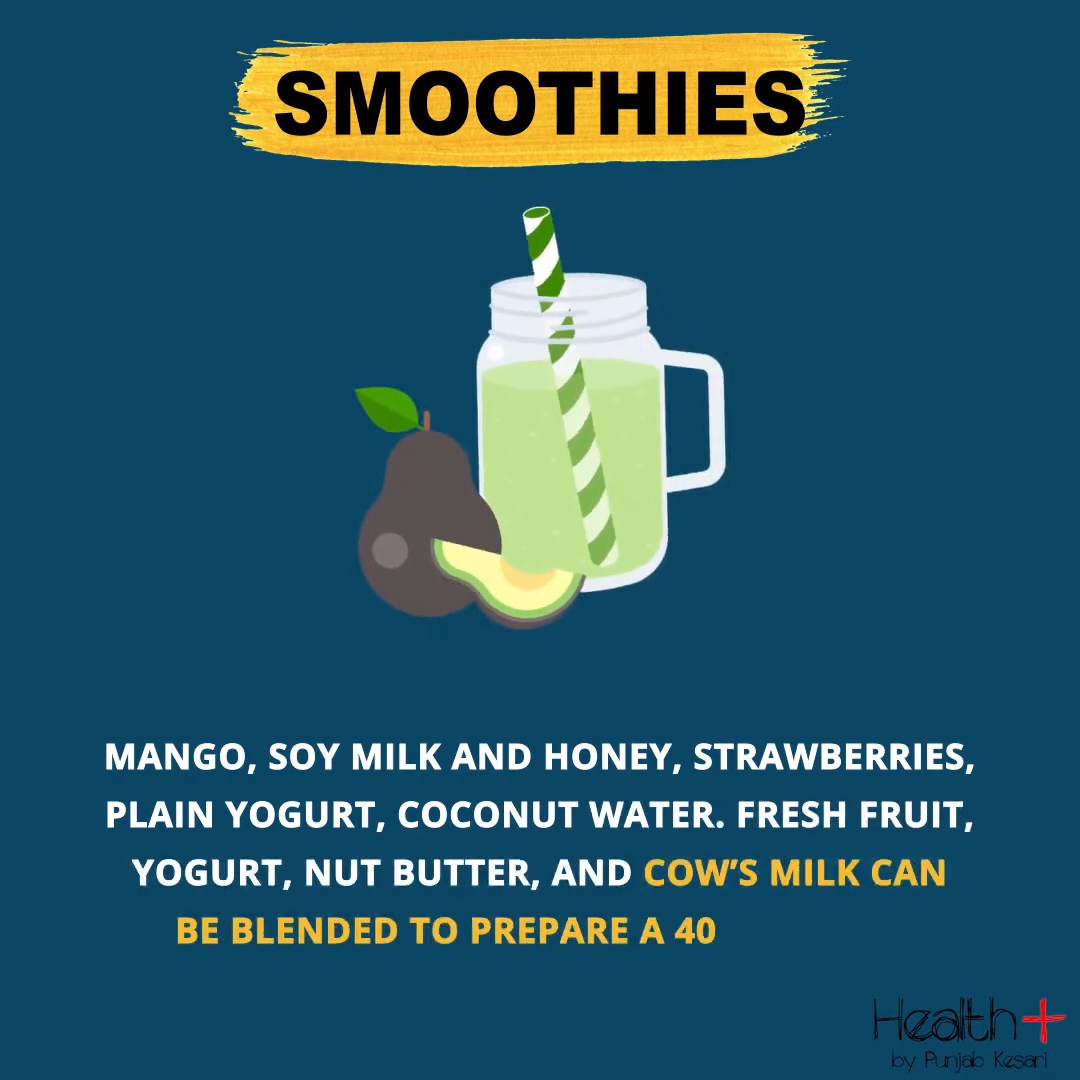 SMOOTHIES
MANGO, SOY MILK AND HONEY, STRAWBERRIES,
PLAIN YOGURT, COCONUT WATER. FRESH FRUIT,
YOGURT, NUT BUTTER, AND COW’S MILK CAN
BE BLENDED TO PREPARE A 40
Health+
by Punjab Kesari